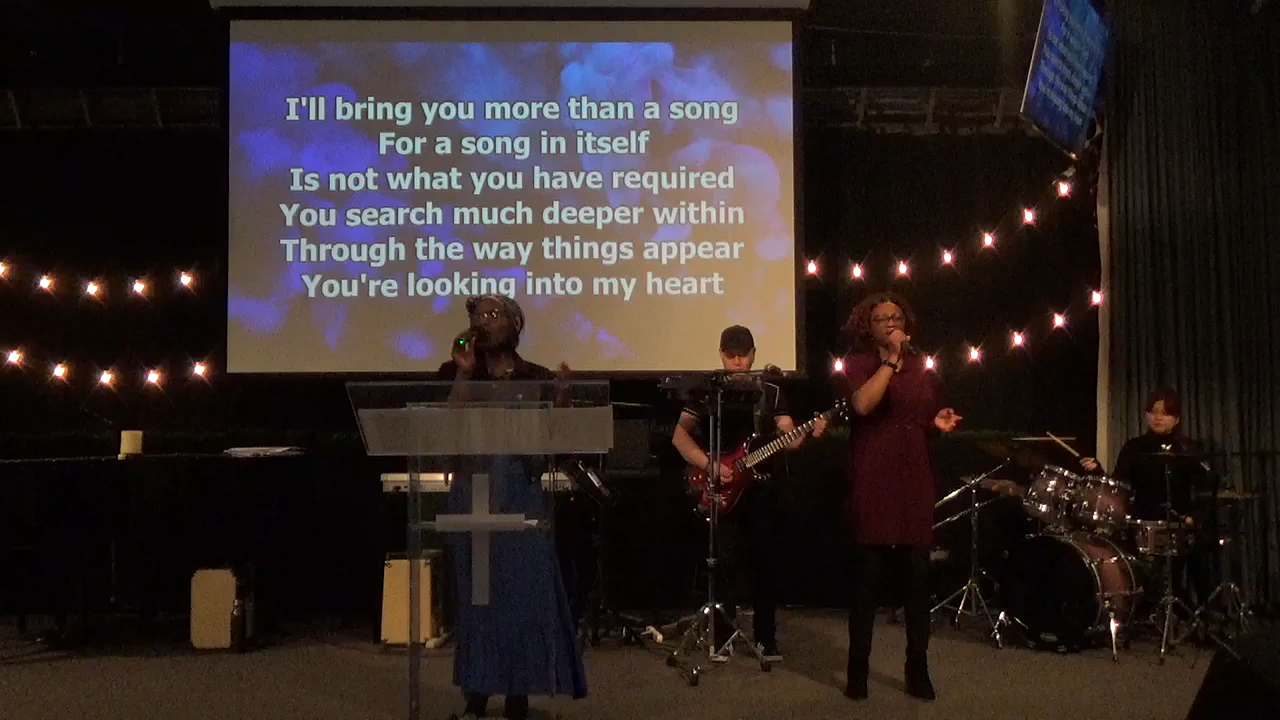 I'll bring you more than a song
For a song in itself
Is not what you have required
You search much deeper within
Through the way things appear
You're looking into my heart